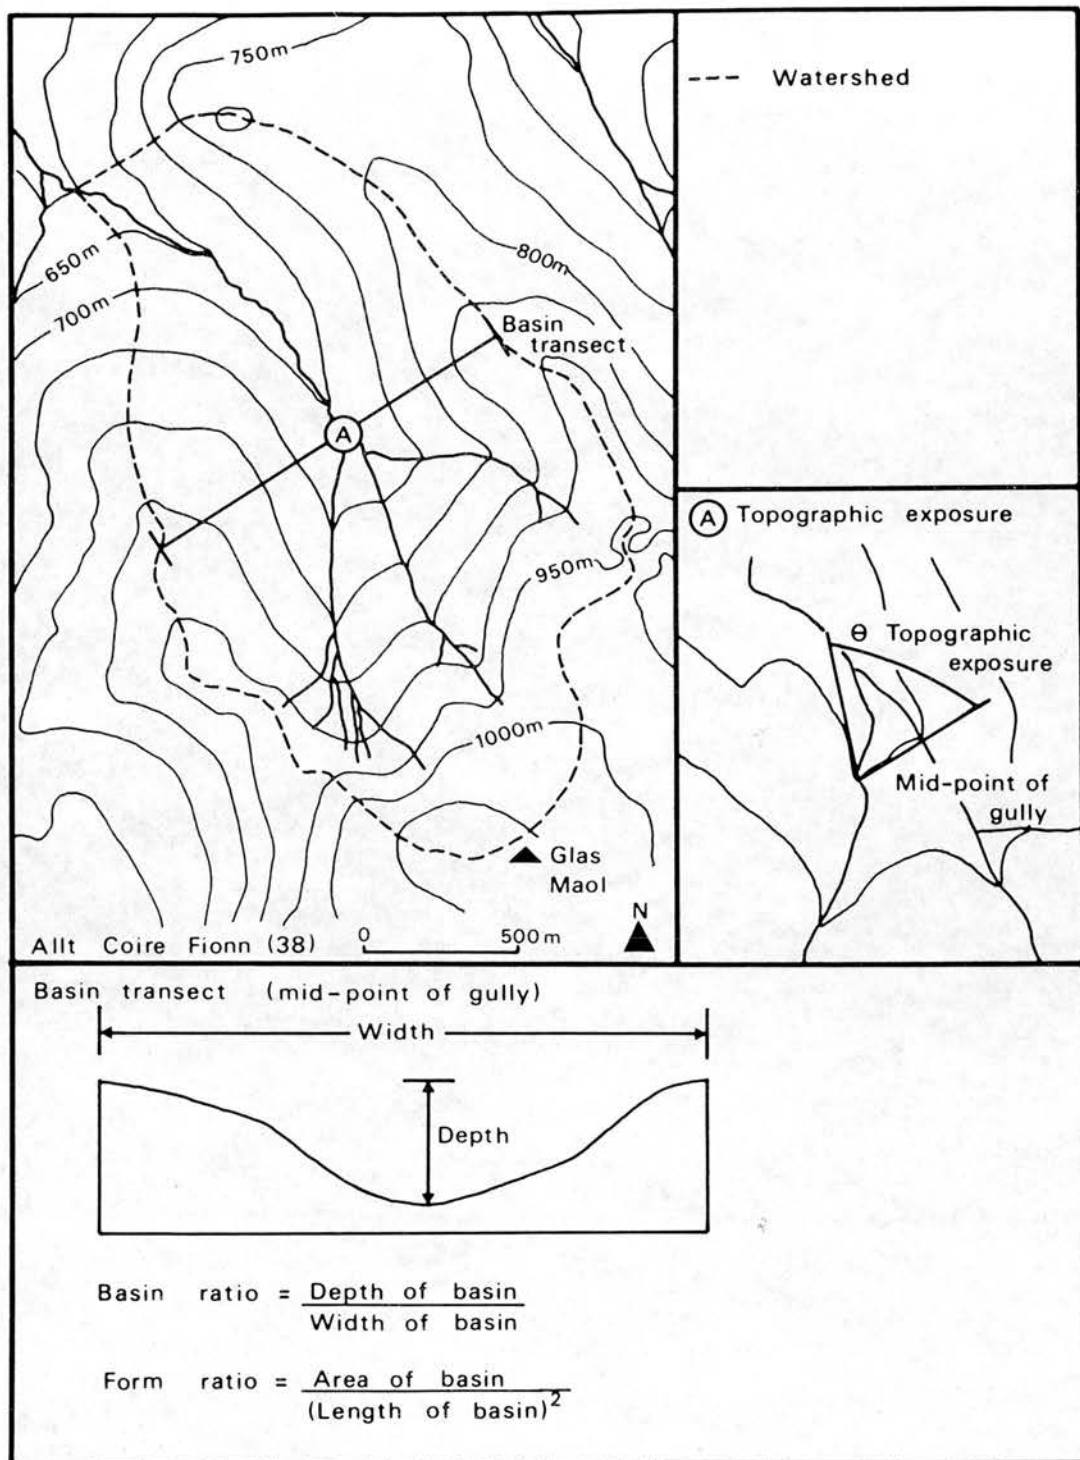 750m
Watershed
650m
700m
800m
Basin
transect
A
950m
1000m
Glas
Maol
N
Allt Coire Fionn (38)
0 500m
A Topographic exposure
θ Topographic
exposure
Mid-point of
gully
Basin transect (mid-point of gully)
Width
Depth
Basin ratio = Depth of basin
Width of basin
Form ratio = Area of basin
(Length of basin)²